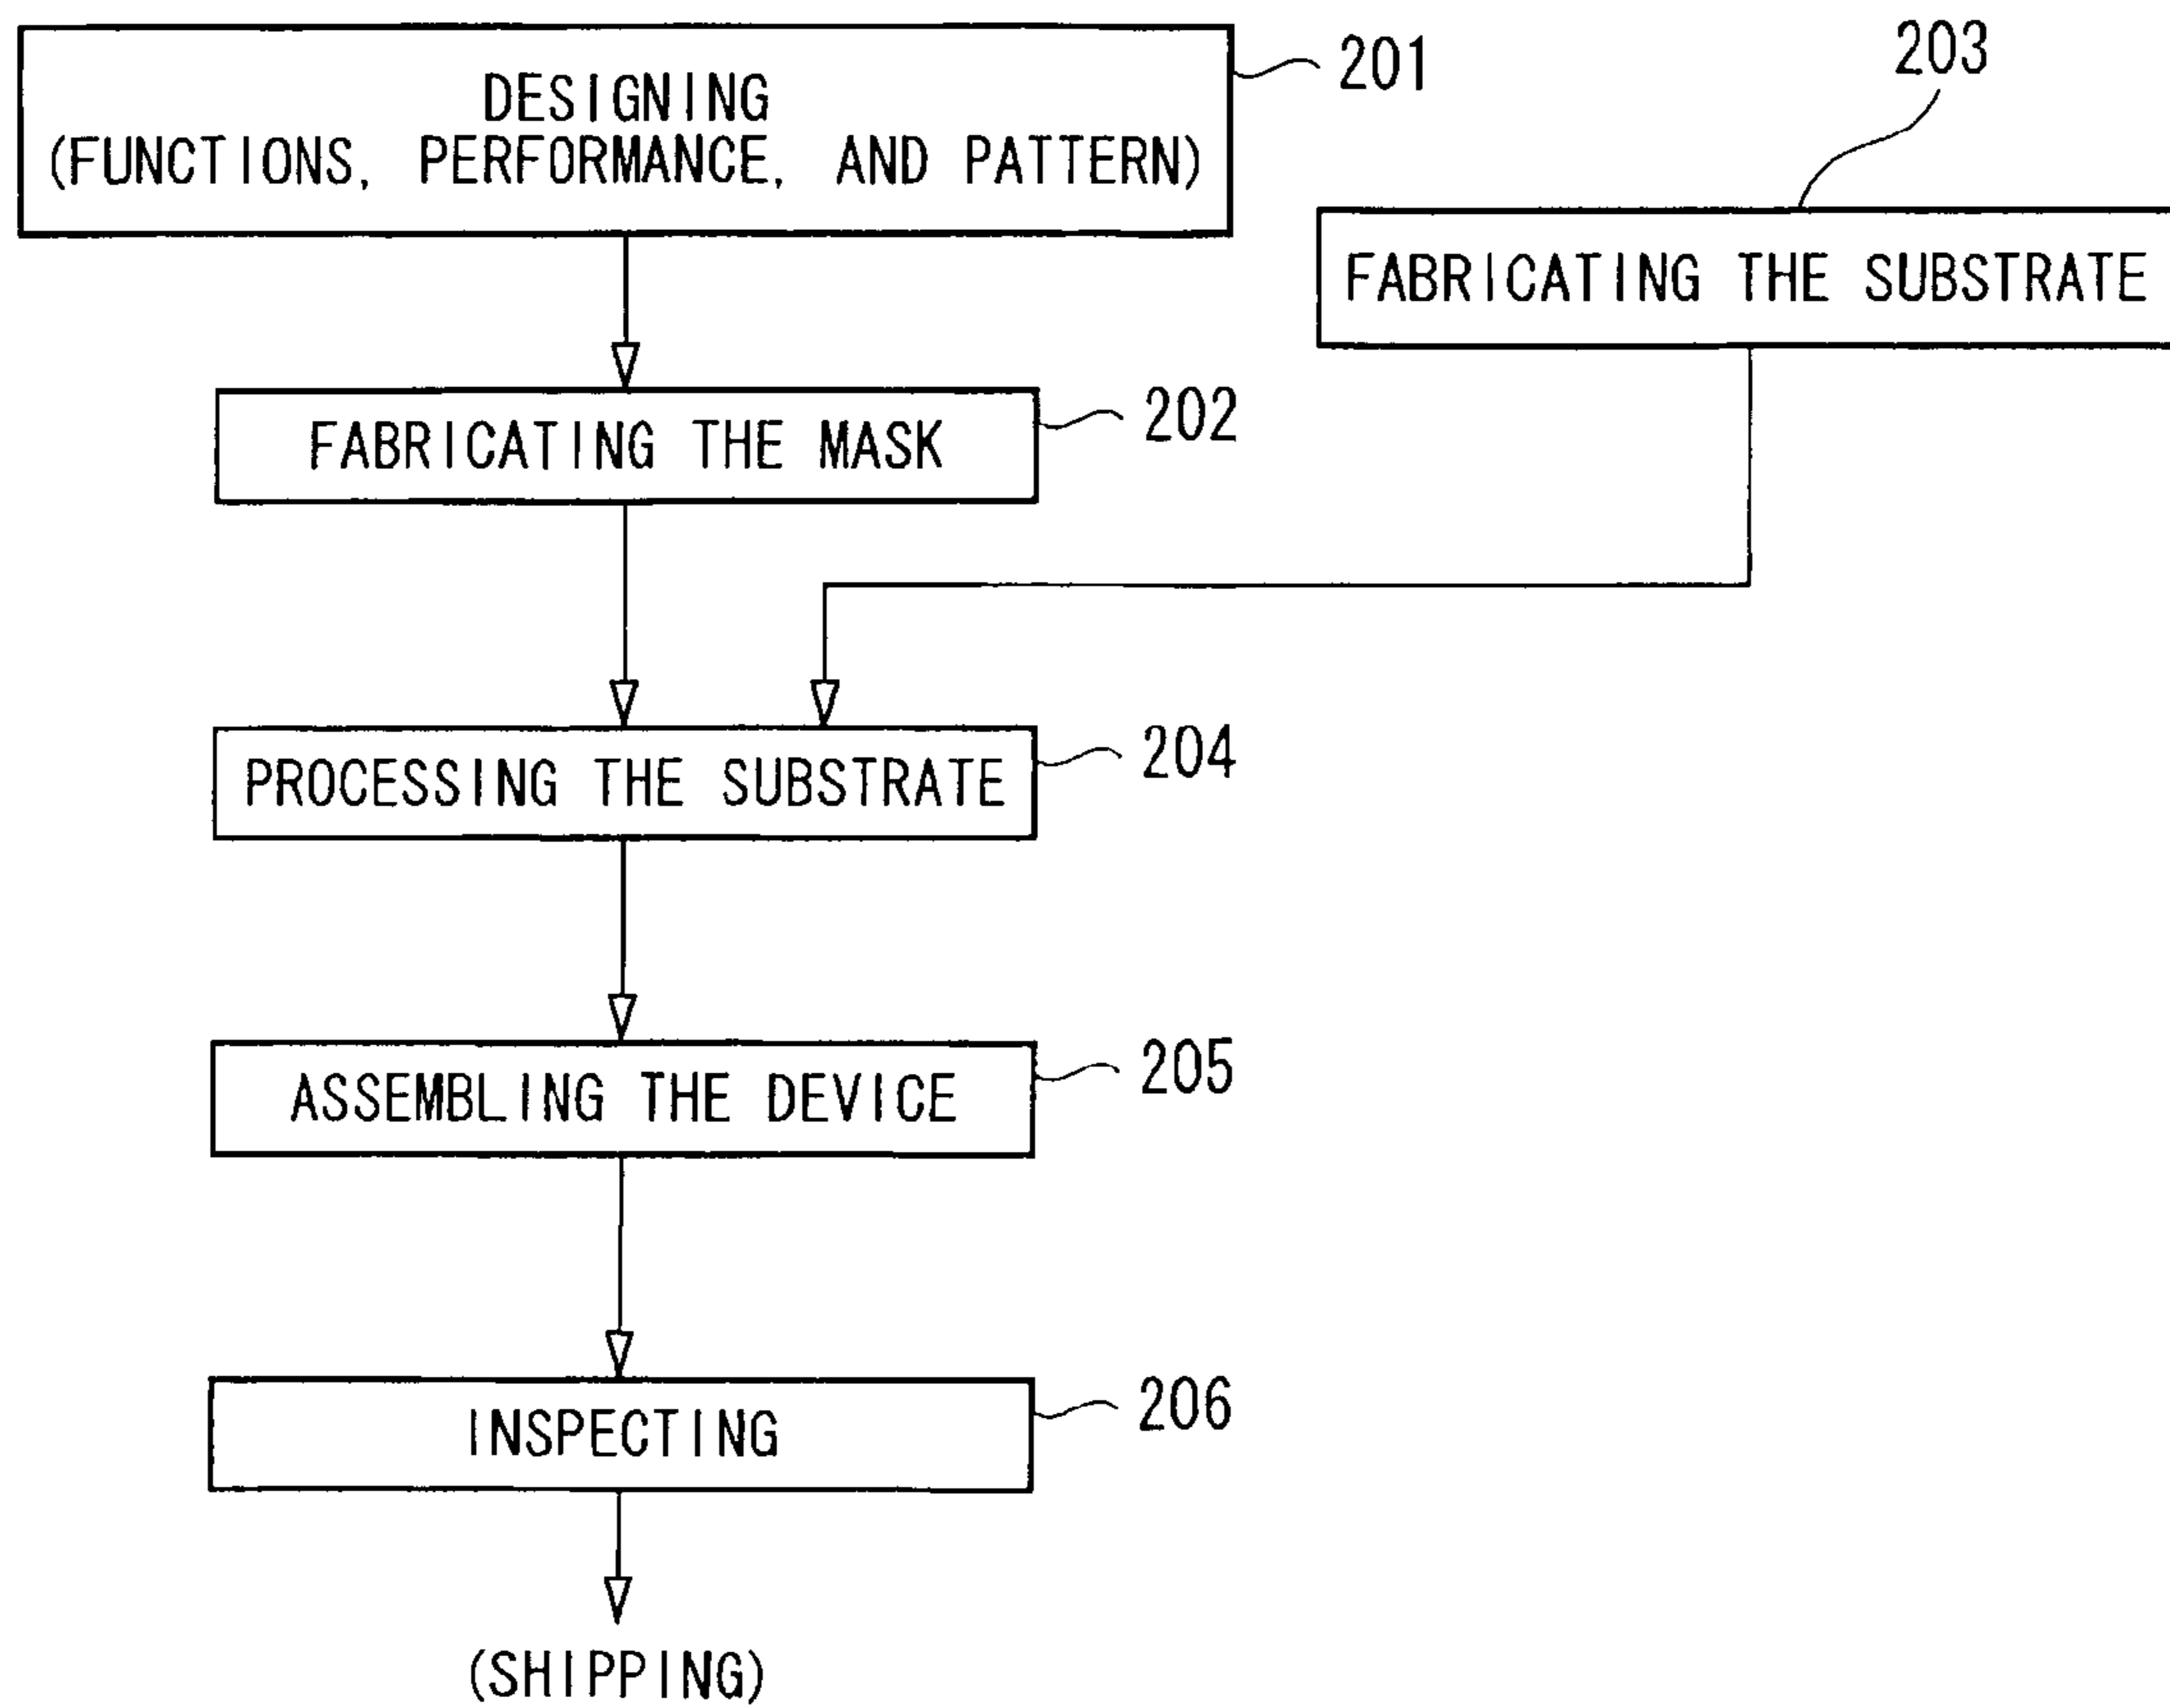 DESIGNING
(FUNCTIONS, PERFORMANCE, AND PATTERN)
201
203
FABRICATING THE SUBSTRATE
FABRICATING THE MASK
202
PROCESSING THE SUBSTRATE
204
ASSEMBLING THE DEVICE
205
INSPECTING
206
(SHIPPING)